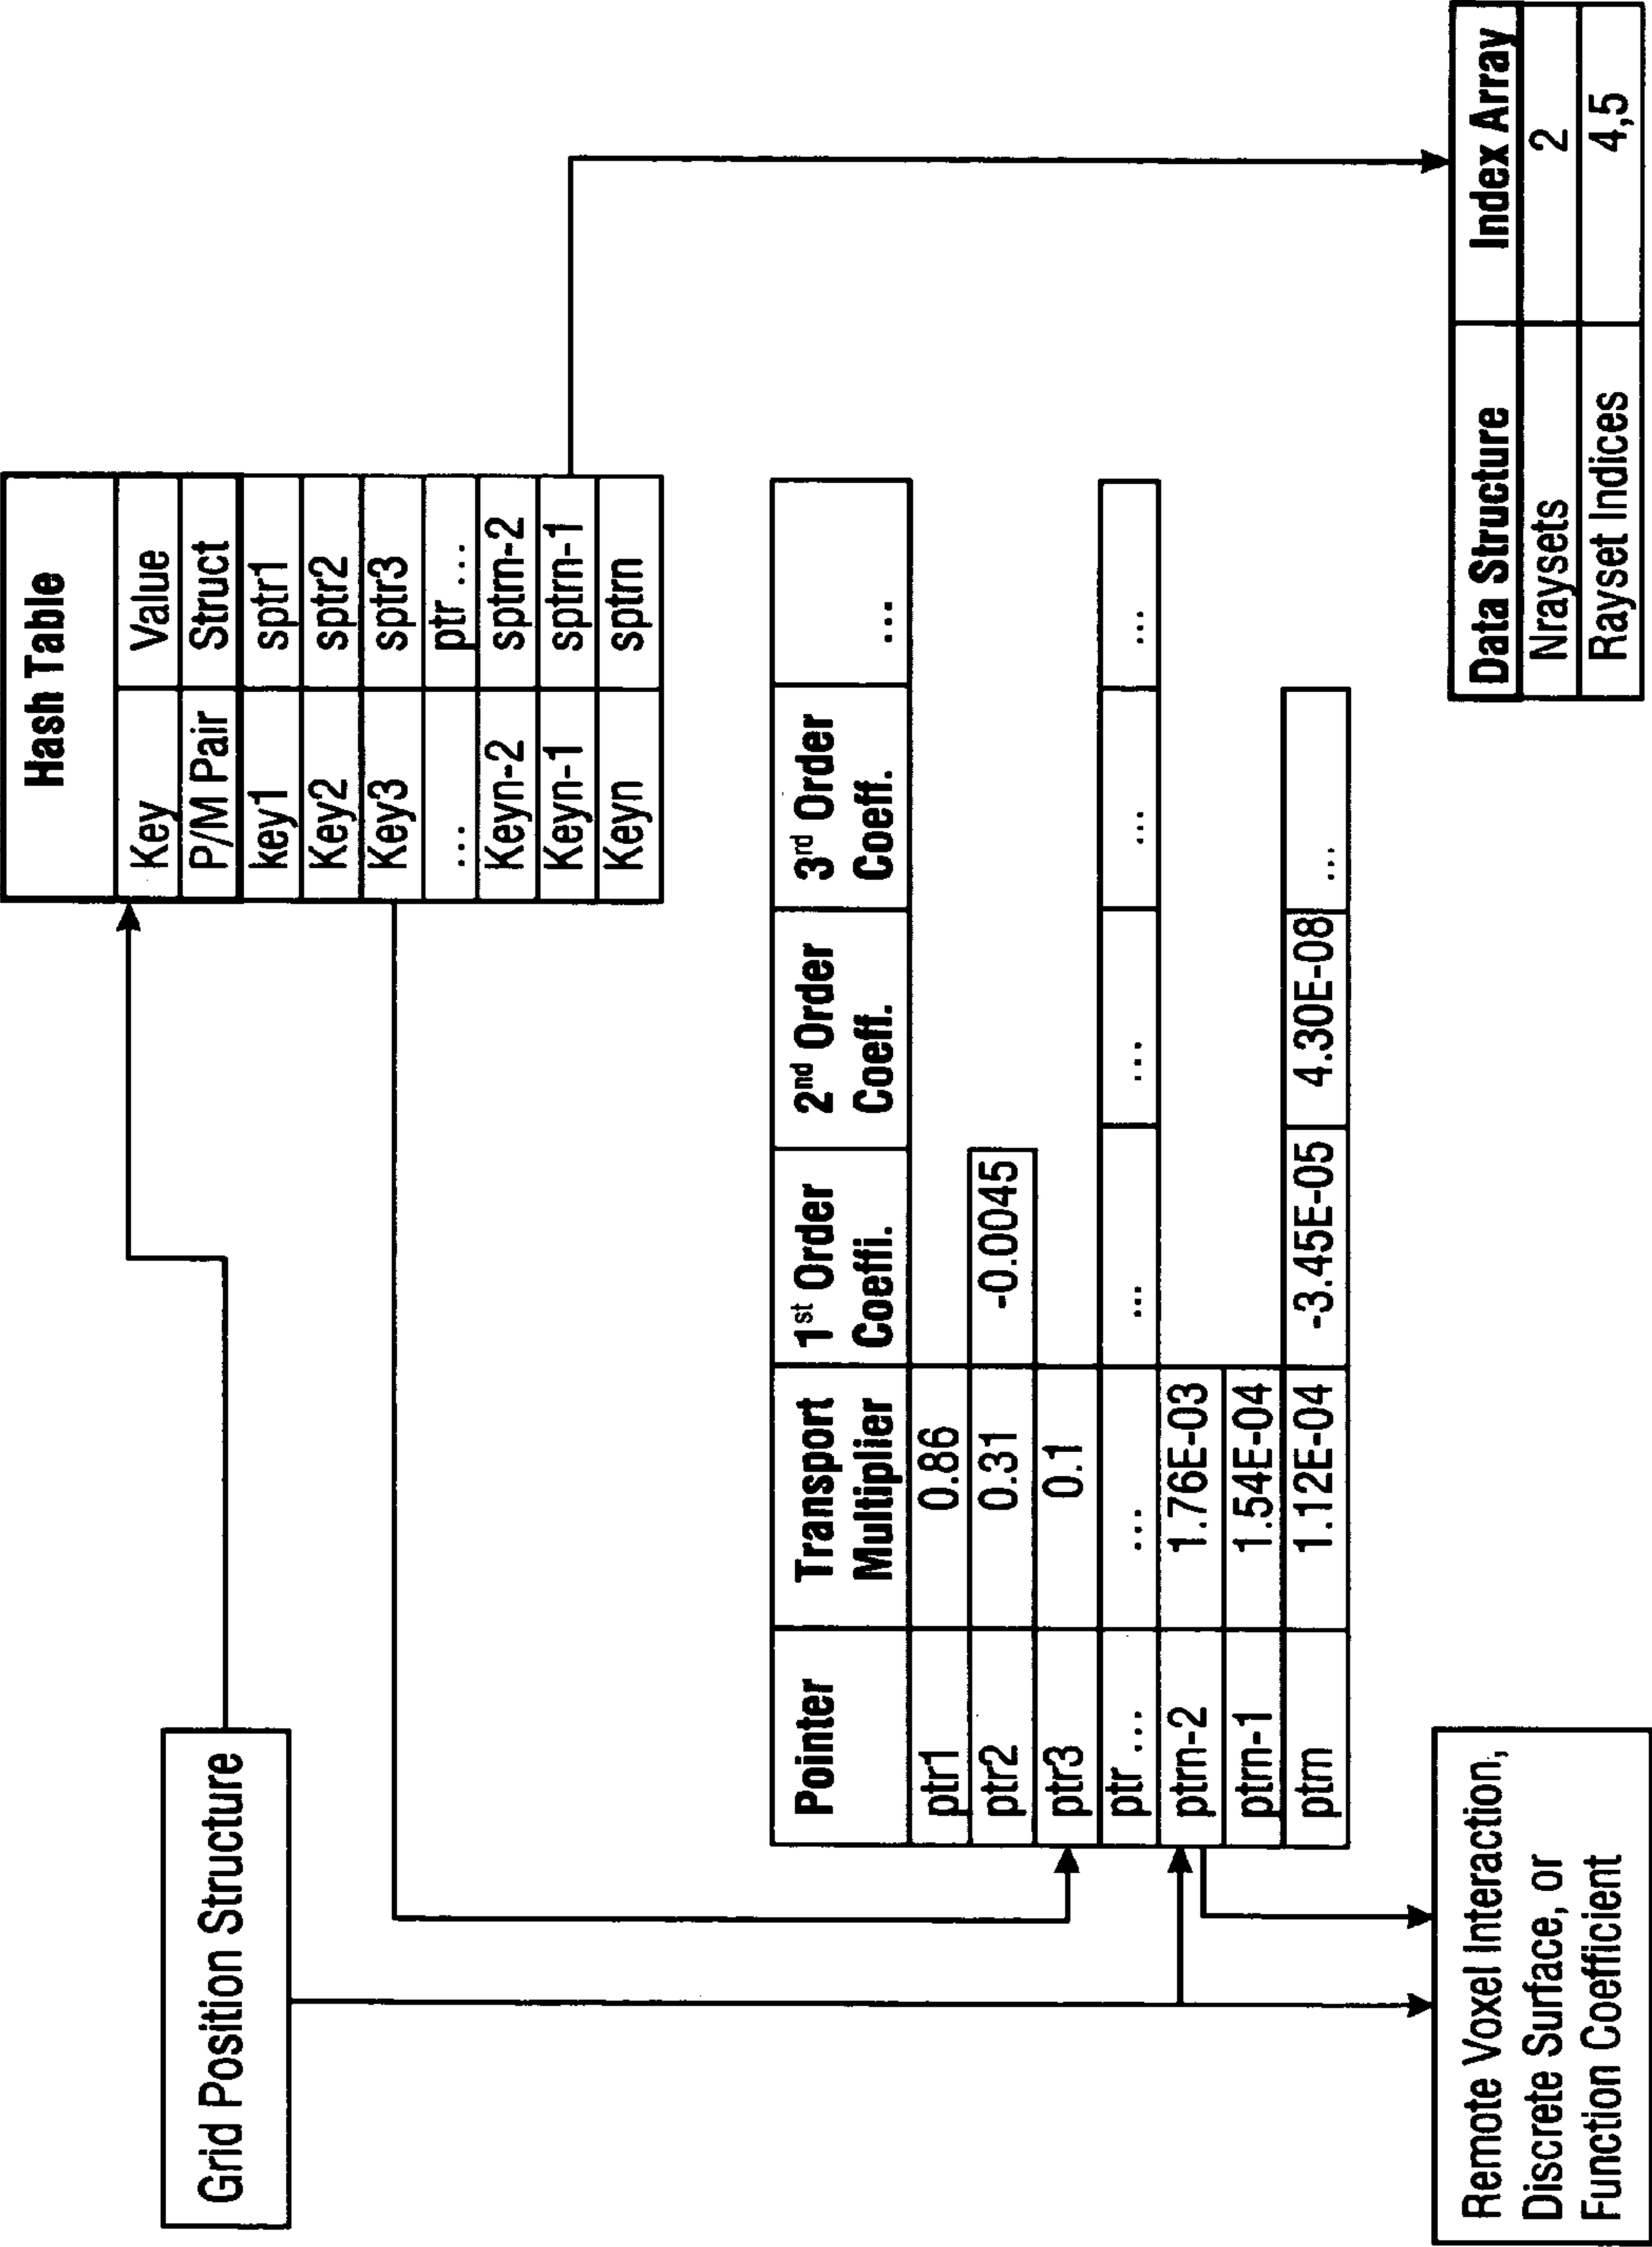 Grid Position Structure
Hash Table
Key Value
P/M Pair Struct
key1 sptr1
Key2 sptr2
Key3 sptr3
... ptr ...
Keyn-2 sptrn-2
Keyn-1 sptrn-1
Keyn sptrn
Pointer Transport Multiplier 1st Order Coeffi. 2nd Order Coeff. 3rd Order Coeff. ...
ptr1 0.86
ptr2 0.31 -0.0045
ptr3 0.1
ptr ... ... ... ... ... ...
ptrn-2 1.76E-03
ptrn-1 1.54E-04
ptrn 1.12E-04 -3.45E-05 4.30E-08 ...
Remote Voxel Interaction,
Discrete Surface, or
Function Coefficient
Data Structure Index Array
Nraysets 2
Rayset Indices 4,5